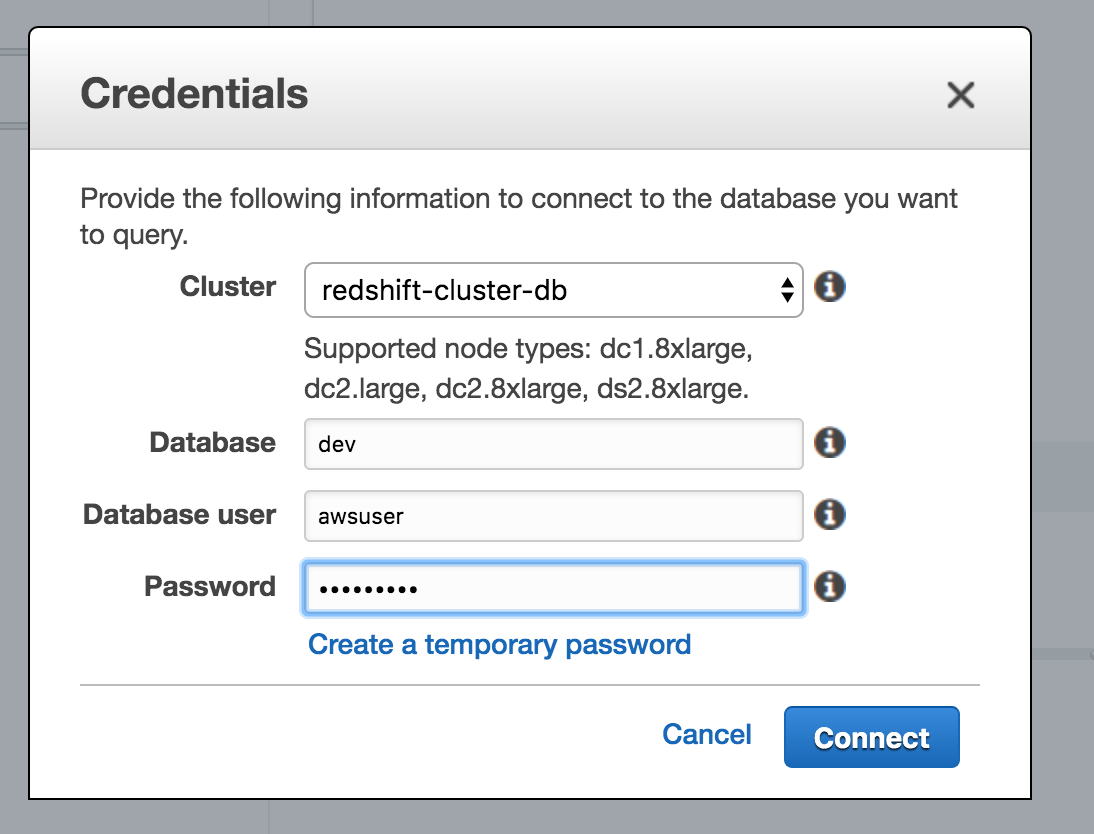 Credentials
Provide the following information to connect to the database you want
to query.
Cluster redshift-cluster-db
Supported node types: dc1.8xlarge,
dc2.large, dc2.8xlarge, ds2.8xlarge.
Database dev
Database user awsuser
Password •••••••••
Create a temporary password
Cancel Connect